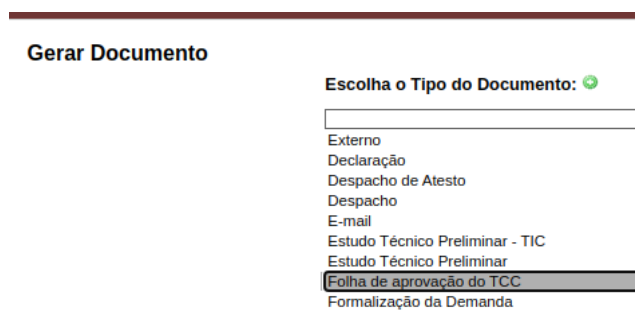 Gerar Documento
Escolha o Tipo do Documento:
Externo
Declaração
Despacho de Atesto
Despacho
E-mail
Estudo Técnico Preliminar - TIC
Estudo Técnico Preliminar
Folha de aprovação do TCC
Formalização da Demanda